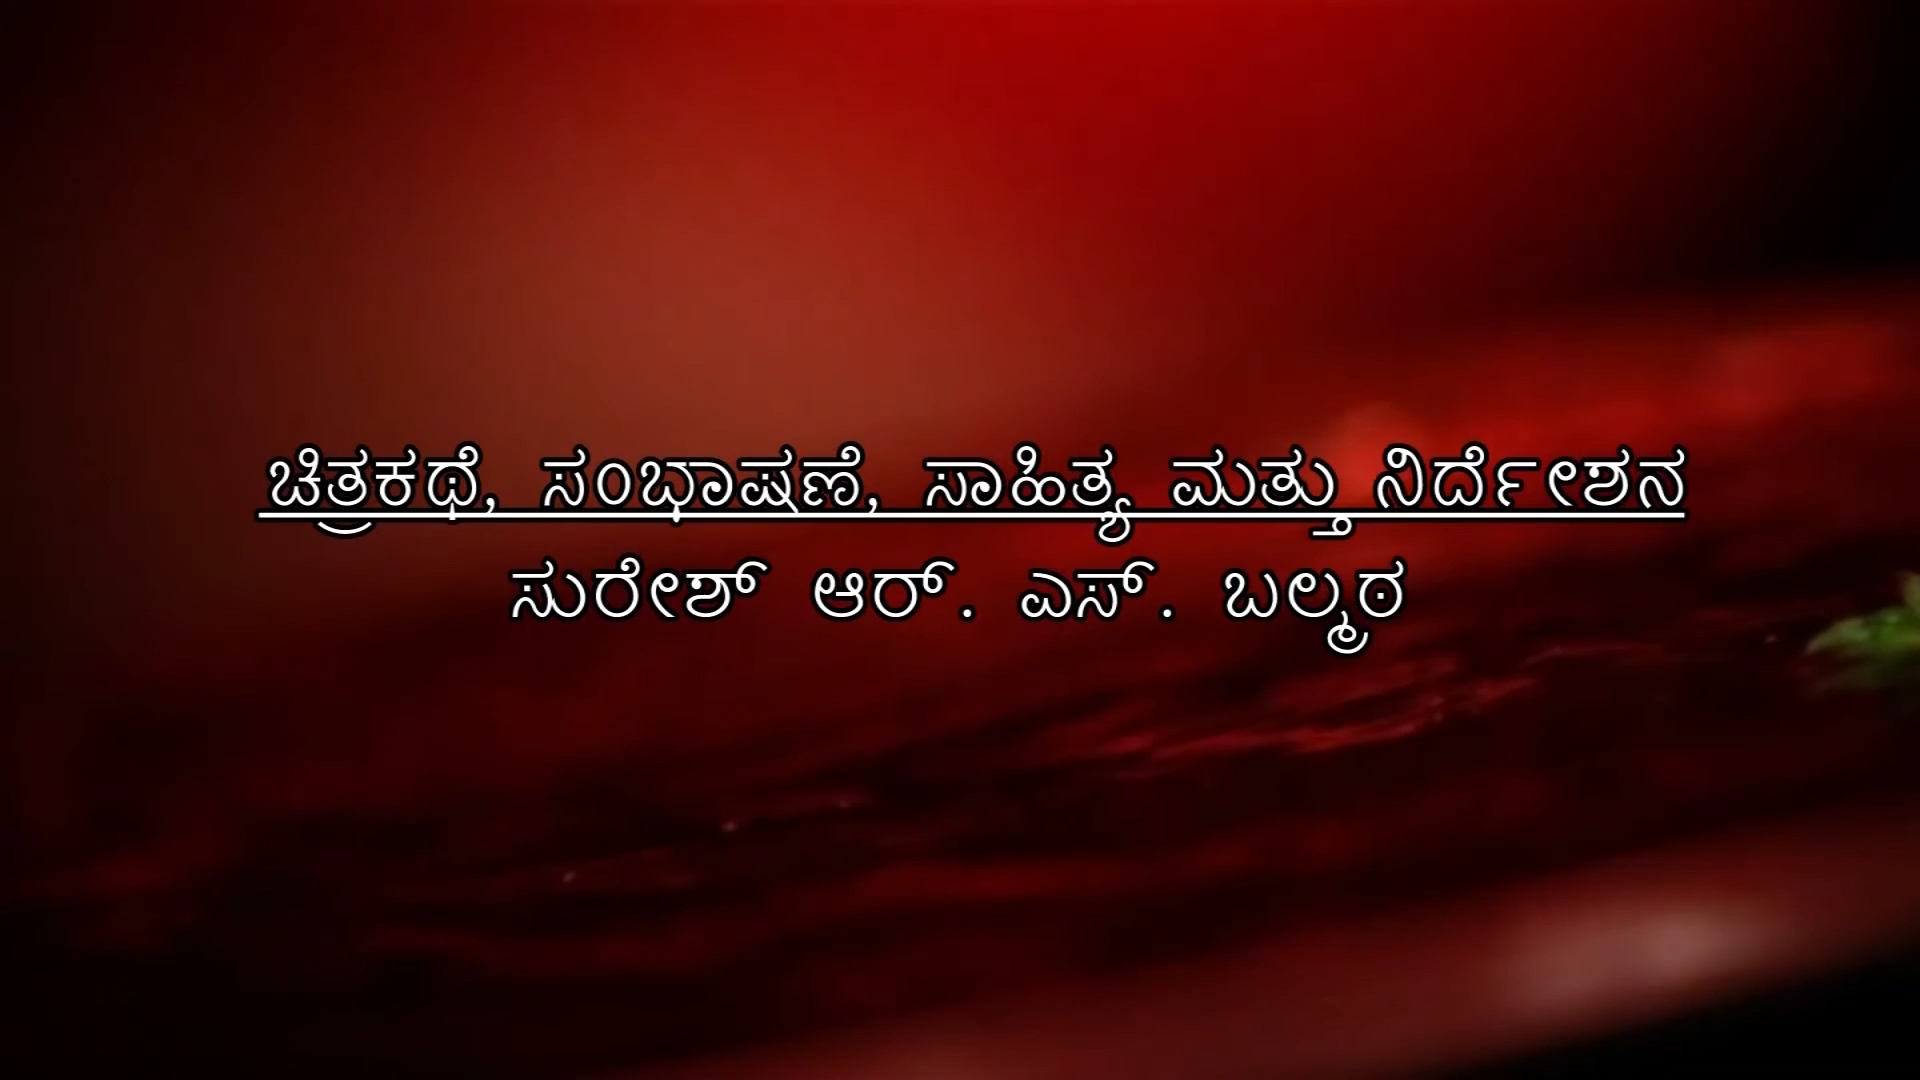 ಚಿತ್ರಕಥೆ, ಸಂಭಾಷಣೆ, ಸಾಹಿತ್ಯ ಮತ್ತು ನಿರ್ದೇಶನ
ಸುರೇಶ್ ಆರ್. ಎಸ್. ಬಲ್ಮಠ